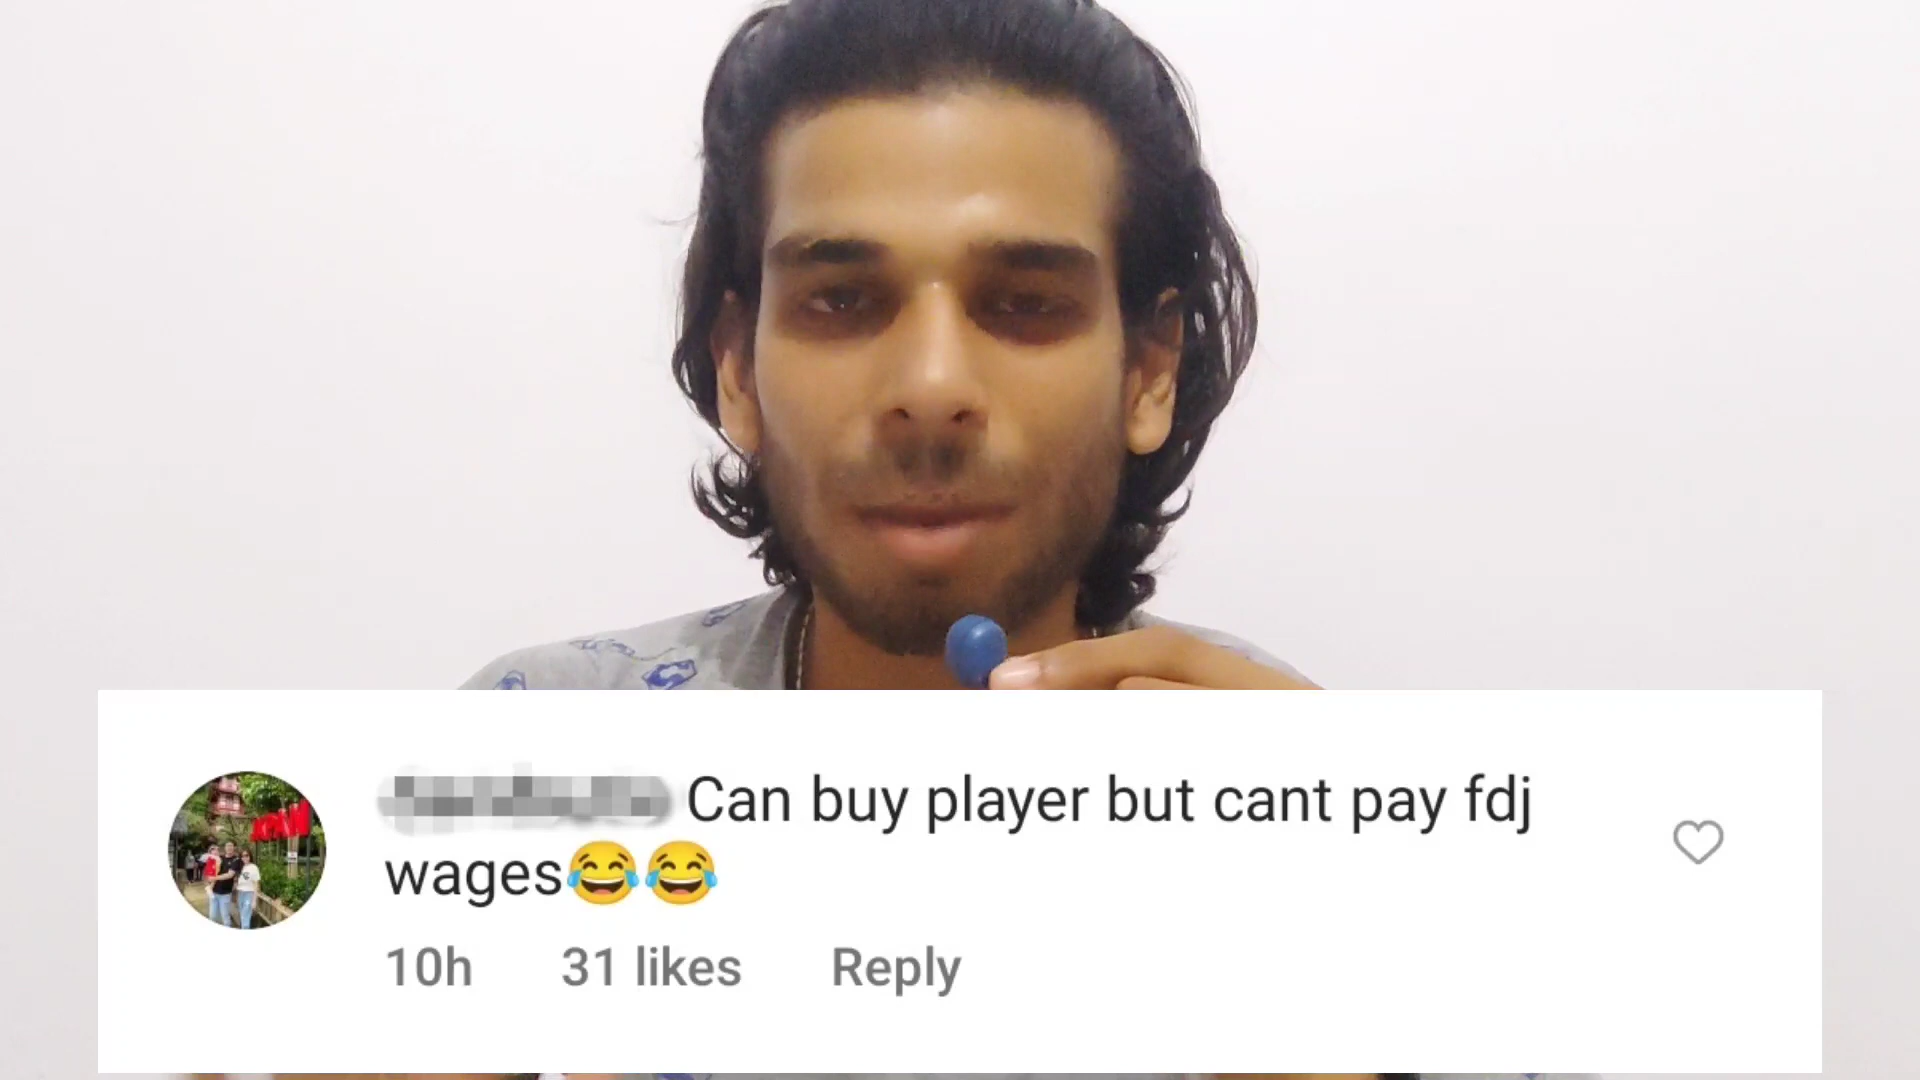 Can buy player but cant pay fdj
wages😂😂
10h 31 likes Reply